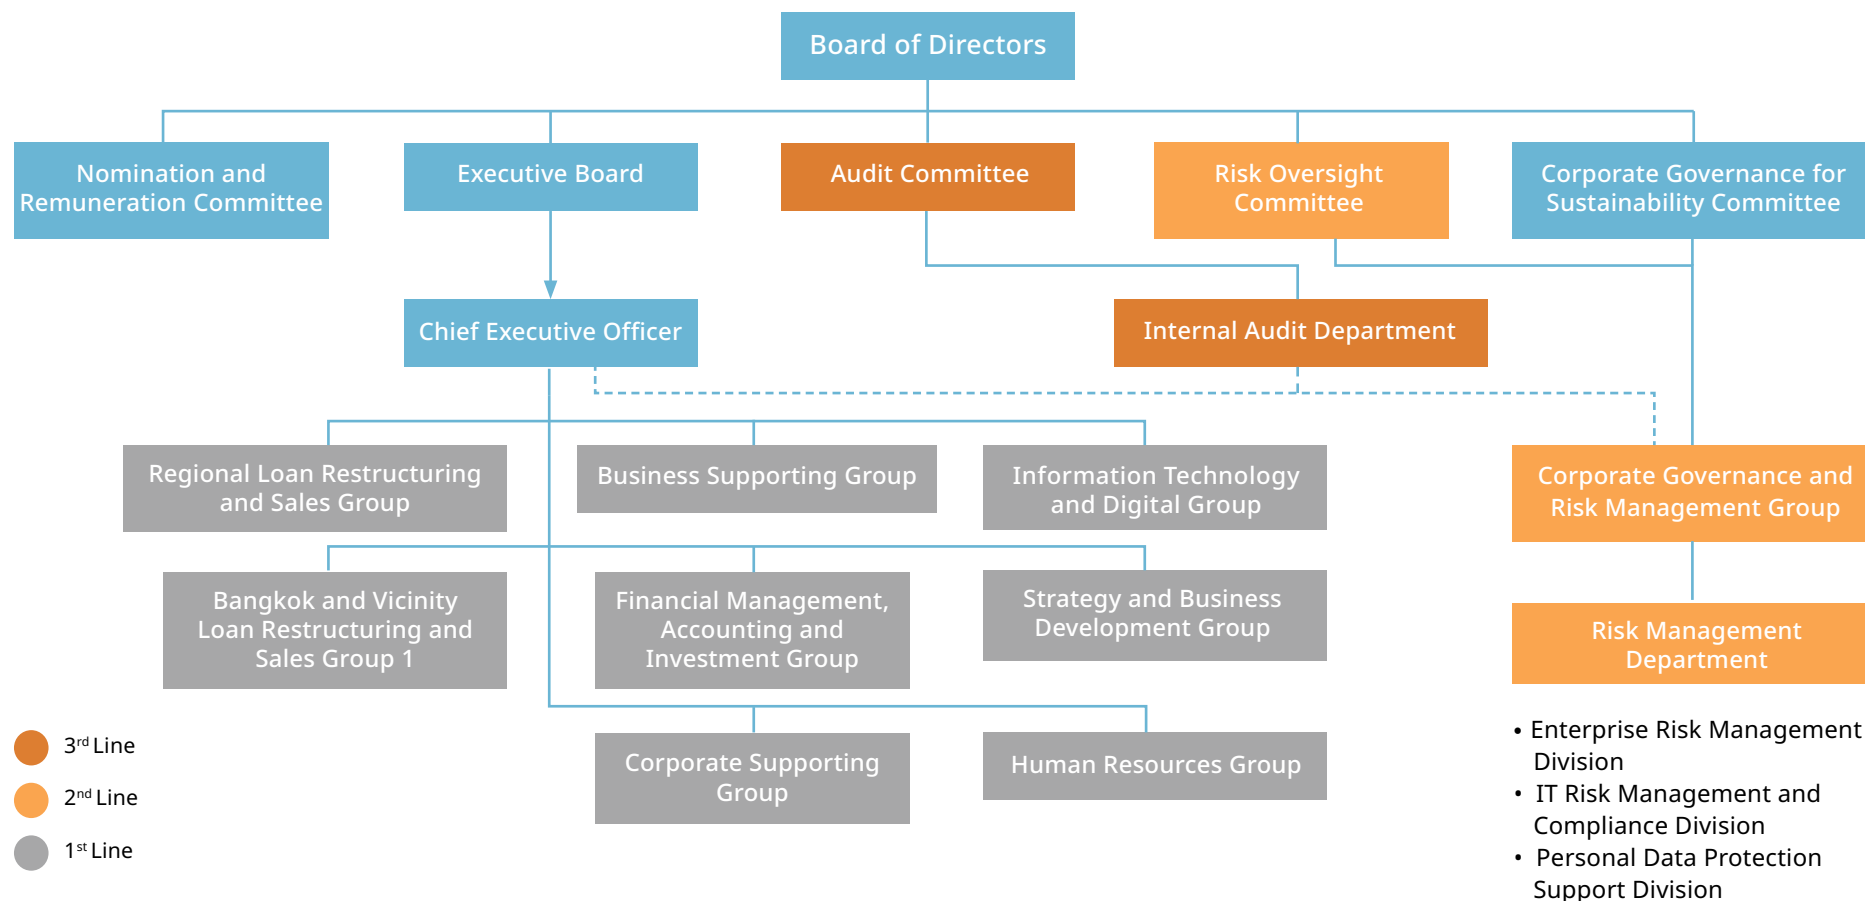 Board of Directors
Nomination and
Remuneration Committee
Executive Board
Audit Committee
Risk Oversight
Committee
Corporate Governance for
Sustainability Committee
Chief Executive Officer
Internal Audit Department
Regional Loan Restructuring
and Sales Group
Business Supporting Group
Information Technology
and Digital Group
Corporate Governance and
Risk Management Group
Bangkok and Vicinity
Loan Restructuring and
Sales Group 1
Financial Management,
Accounting and
Investment Group
Strategy and Business
Development Group
Risk Management
Department
Corporate Supporting
Group
Human Resources Group
• Enterprise Risk Management
Division
• IT Risk Management and
Compliance Division
• Personal Data Protection
Support Division
3rd Line
2nd Line
1st Line